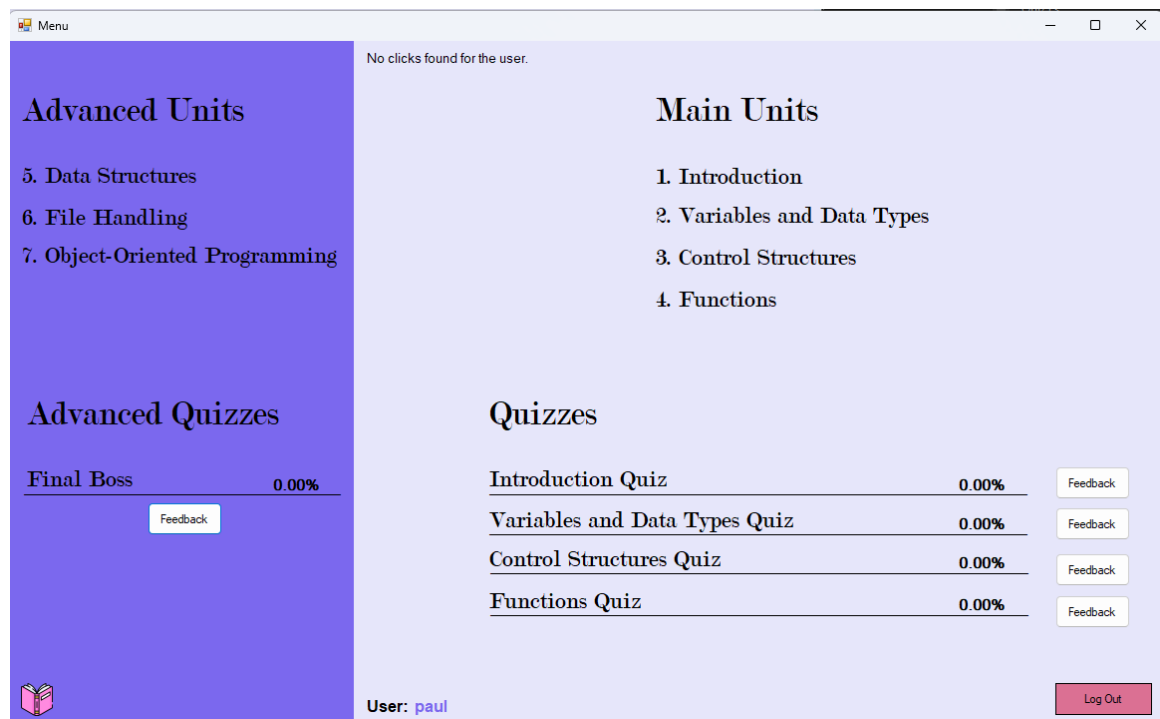 Menu
No clicks found for the user.
Advanced Units
5. Data Structures
6. File Handling
7. Object-Oriented Programming
Main Units
1. Introduction
2. Variables and Data Types
3. Control Structures
4. Functions
Advanced Quizzes
Final Boss 0.00%
Feedback
Quizzes
Introduction Quiz 0.00% Feedback
Variables and Data Types Quiz 0.00% Feedback
Control Structures Quiz 0.00% Feedback
Functions Quiz 0.00% Feedback
User: paul
Log Out